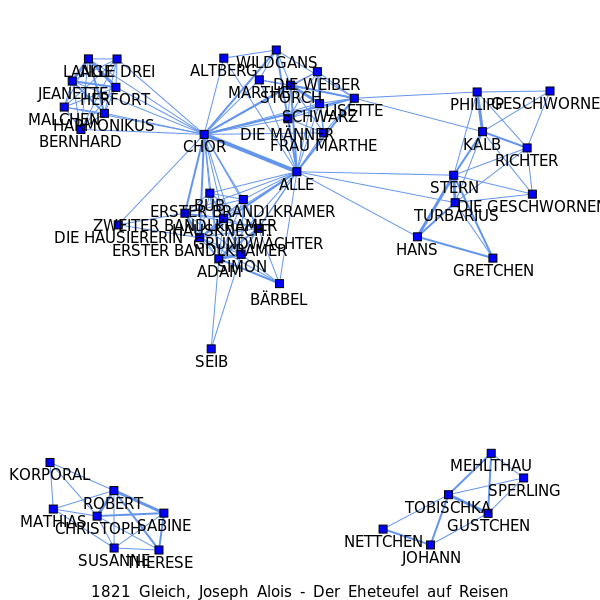 WILDGANS
ALTBERG
LANGE
ALLE DREI
DIE WEIBER
JEANETTE
HERFORT
MARTHE
STORCH
LISETTE
PHILIPP
GESCHWORNE
MALCHEN
HARMONIKUS
SCHWARZ
BERNHARD
CHOR
DIE MÄNNER
FRAU MARTHE
KALB
RICHTER
ALLE
STERN
BUB
ERSTER BRANDLKRAMER
TURBARIUS
DIE GESCHWORNEN
ZWEITER BANDLKRAMER
HAUSKNECHT
DIE HAUSIERERIN
GRUNDWACHTER
ERSTER BANDLKRAMER
HANS
ADAM
SIMON
GRETCHEN
BÄRBEL
SEIB
KORPORAL
MEHLTHAU
ROBERT
SPERLING
TOBISCHKA
MATHIAS
CHRISTOPH
SABINE
GUSTCHEN
NETTCHEN
SUSANNE
THERESE
JOHANN
1821 Gleich, Joseph Alois - Der Eheteufel auf Reisen